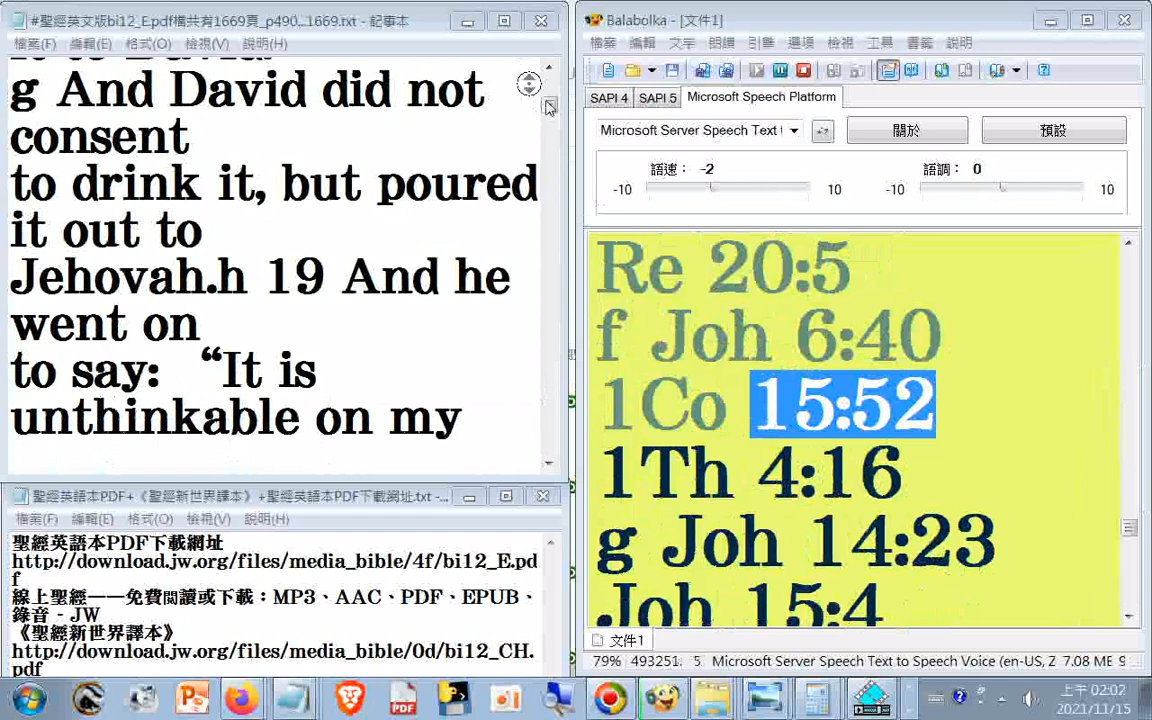 #聖經英文版bi12_E.pdf檔共有1669頁_p490,..1669.txt - 記事本
檔案(F) 編輯(E) 格式(O) 檢視(V) 說明(H)
it to David.
g And David did not
consent
to drink it, but poured
it out to
Jehovah.h 19 And he
went on
to say: “It is
unthinkable on my
聖經英語本PDF+《聖經新世界譯本》+聖經英語本PDF下載網址.txt - ...
檔案(F) 編輯(E) 格式(O) 檢視(V) 說明(H)
聖經英語本PDF下載網址
http://download.jw.org/files/media_bible/4f/bi12_E.pd
f
線上聖經——免費閱讀或下載：MP3、AAC、PDF、EPUB、
錄音 - JW
《聖經新世界譯本》
http://download.jw.org/files/media_bible/0d/bi12_CH.
pdf
Balabolka - [文件1]
檔案 編輯 文字 朗讀 引擎 選項 檢視 工具 書籤 說明
SAPI 4 SAPI 5 Microsoft Speech Platform
Microsoft Server Speech Text 關於 預設
語速： -2 語調： 0
-10 10 -10 10
Re 20:5
f Joh 6:40
1Co 15:52
1Th 4:16
g Joh 14:23
Joh 15:4
文件1
79% 493251. 5 Microsoft Server Speech Text to Speech Voice (en-US, Z 7.08 ME 9
上午 02:02
2021/11/15